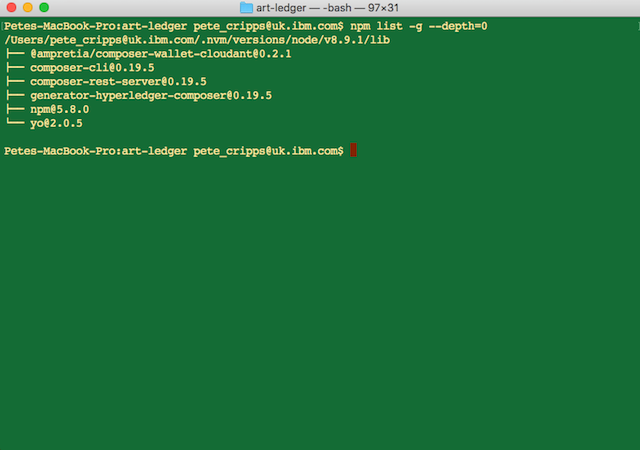 art-ledger — -bash — 97×31
Petes-MacBook-Pro:art-ledger pete_cripps@uk.ibm.com$ npm list -g --depth=0
/Users/pete_cripps@uk.ibm.com/.nvm/versions/node/v8.9.1/lib
├── @ampretia/composer-wallet-cloudant@0.2.1
├── composer-cli@0.19.5
├── composer-rest-server@0.19.5
├── generator-hyperledger-composer@0.19.5
├── npm@5.8.0
└── yo@2.0.5
Petes-MacBook-Pro:art-ledger pete_cripps@uk.ibm.com$